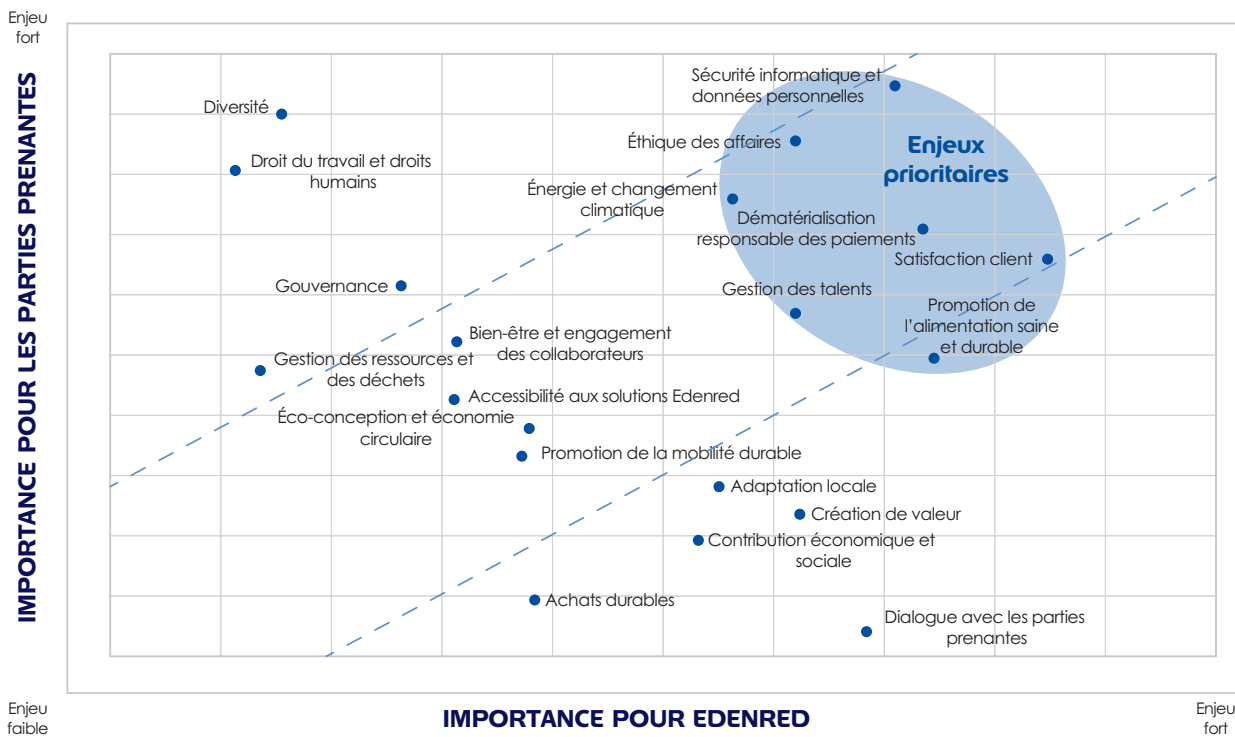 Enjeu
fort
IMPORTANCE POUR LES PARTIES PRENANTES
Sécurité informatique et
données personnelles
Diversité
Éthique des affaires
Enjeux
prioritaires
Droit du travail et droits
humains
Énergie et changement
climatique
Dématérialisation
responsable des paiements
Satisfaction client
Gouvernance
Gestion des talents
Promotion de
l'alimentation saine
et durable
Bien-être et engagement
des collaborateurs
Gestion des ressources et
des déchets
Accessibilité aux solutions Edenred
Éco-conception et économie
circulaire
Promotion de la mobilité durable
Adaptation locale
Création de valeur
Contribution économique et
sociale
Achats durables
Dialogue avec les parties
prenantes
Enjeu
faible
IMPORTANCE POUR EDENRED
Enjeu
fort